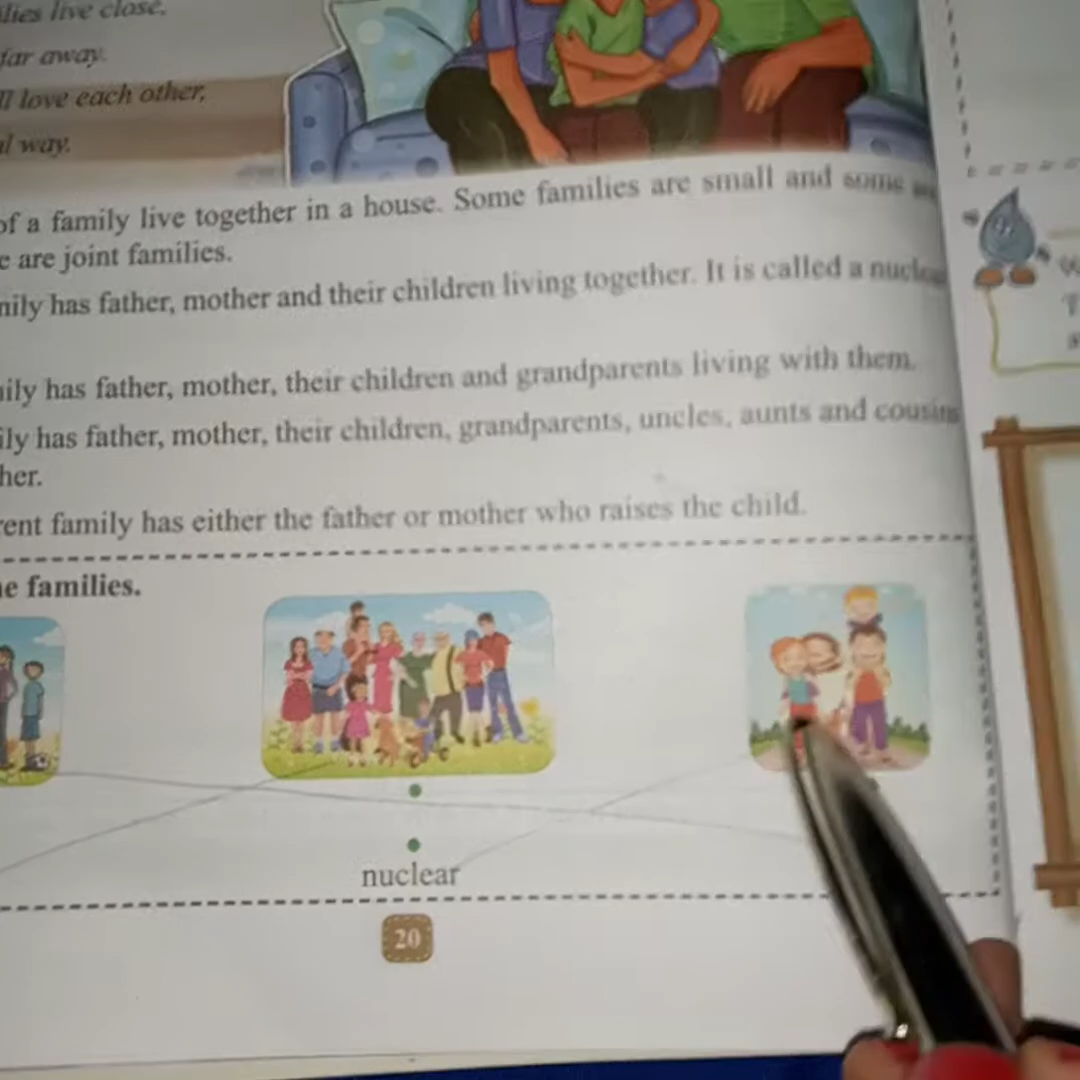 lies live close,
far away.
ll love each other,
l way.
of a family live together in a house. Some families are small and some
e are joint families.
nily has father, mother and their children living together. It is called a nuclea
ily has father, mother, their children and grandparents living with them.
ily has father, mother, their children, grandparents, uncles, aunts and cousins
her.
rent family has either the father or mother who raises the child.
e families.
nuclear
20